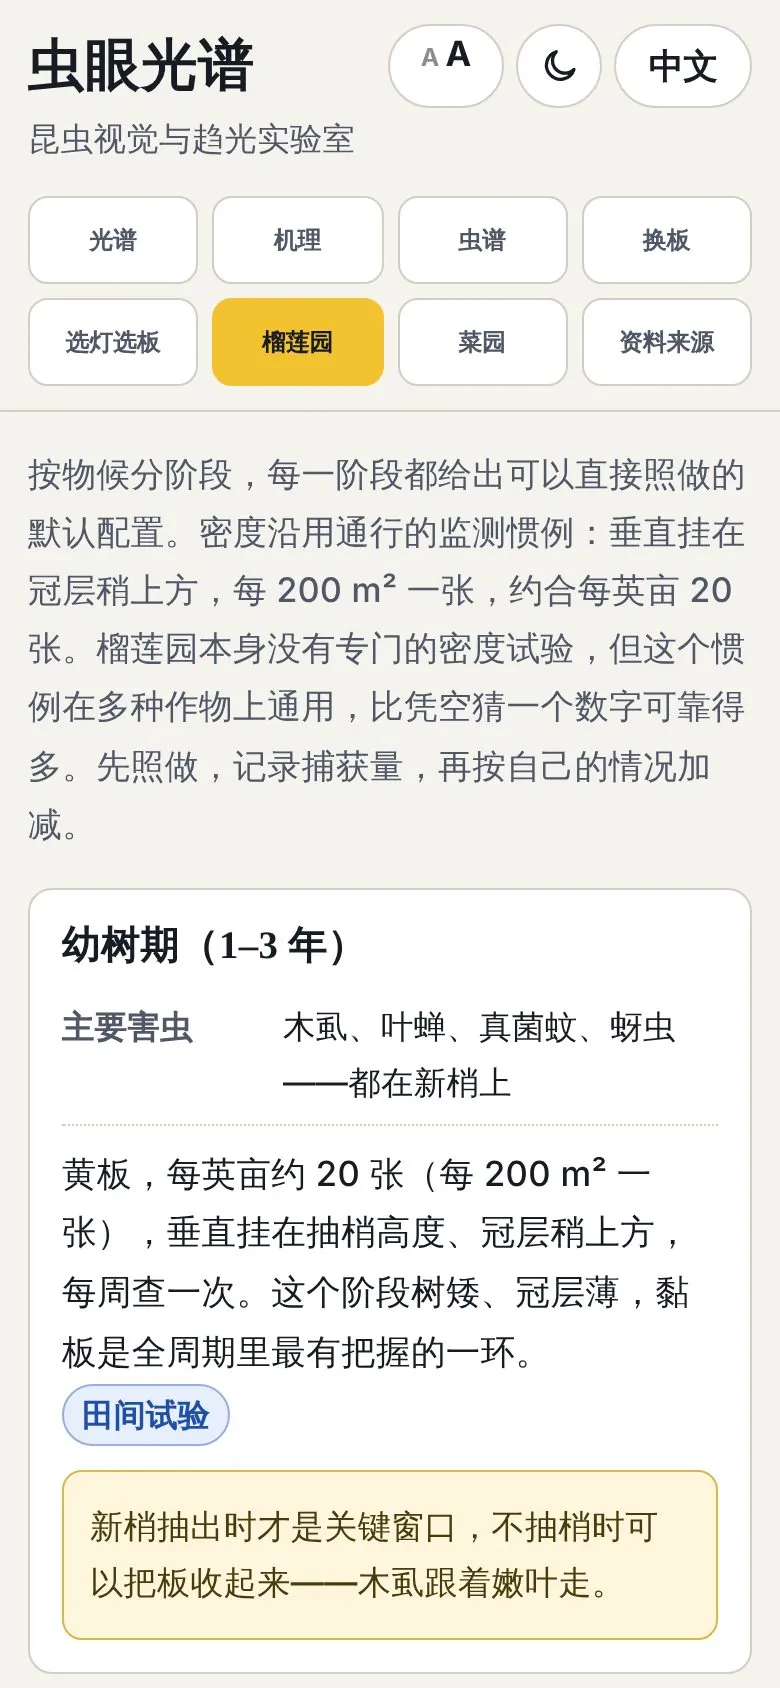 虫眼光谱
A A
中文
昆虫视觉与趋光实验室
光谱
机理
虫谱
换板
选灯选板
榴莲园
菜园
资料来源
按物候分阶段，每一阶段都给出可以直接照做的
默认配置。密度沿用通行的监测惯例：垂直挂在
冠层稍上方，每 200 m² 一张，约合每英亩 20
张。榴莲园本身没有专门的密度试验，但这个惯
例在多种作物上通用，比凭空猜一个数字可靠得
多。先照做，记录捕获量，再按自己的情况加
减。
幼树期（1–3 年）
主要害虫
木虱、叶蝉、真菌蚊、蚜虫
——都在新梢上
黄板，每英亩约 20 张（每 200 m² 一
张），垂直挂在抽梢高度、冠层稍上方，
每周查一次。这个阶段树矮、冠层薄，黏
板是全周期里最有把握的一环。
田间试验
新梢抽出时才是关键窗口，不抽梢时可
以把板收起来——木虱跟着嫩叶走。